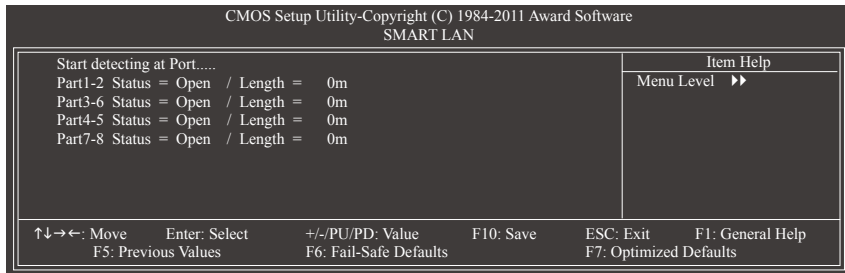 CMOS Setup Utility-Copyright (C) 1984-2011 Award Software
SMART LAN
Start detecting at Port.....
Part1-2 Status = Open / Length = 0m
Part3-6 Status = Open / Length = 0m
Part4-5 Status = Open / Length = 0m
Part7-8 Status = Open / Length = 0m
Item Help
Menu Level ▶▶
↑↓→←: Move Enter: Select +/-/PU/PD: Value F10: Save ESC: Exit F1: General Help
F5: Previous Values F6: Fail-Safe Defaults F7: Optimized Defaults